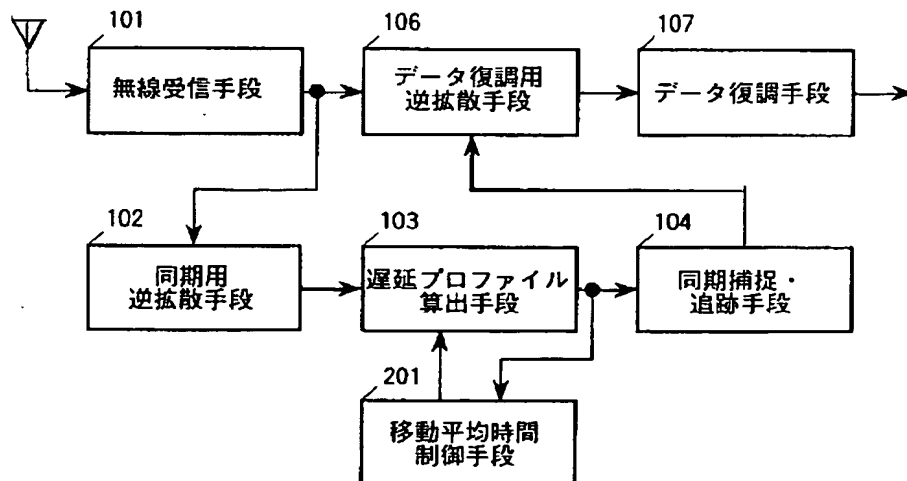 101
無線受信手段
106
データ復調用
逆拡散手段
107
データ復調手段
102
同期用
逆拡散手段
103
遅延プロファイル
算出手段
104
同期捕捉・
追跡手段
201
移動平均時間
制御手段